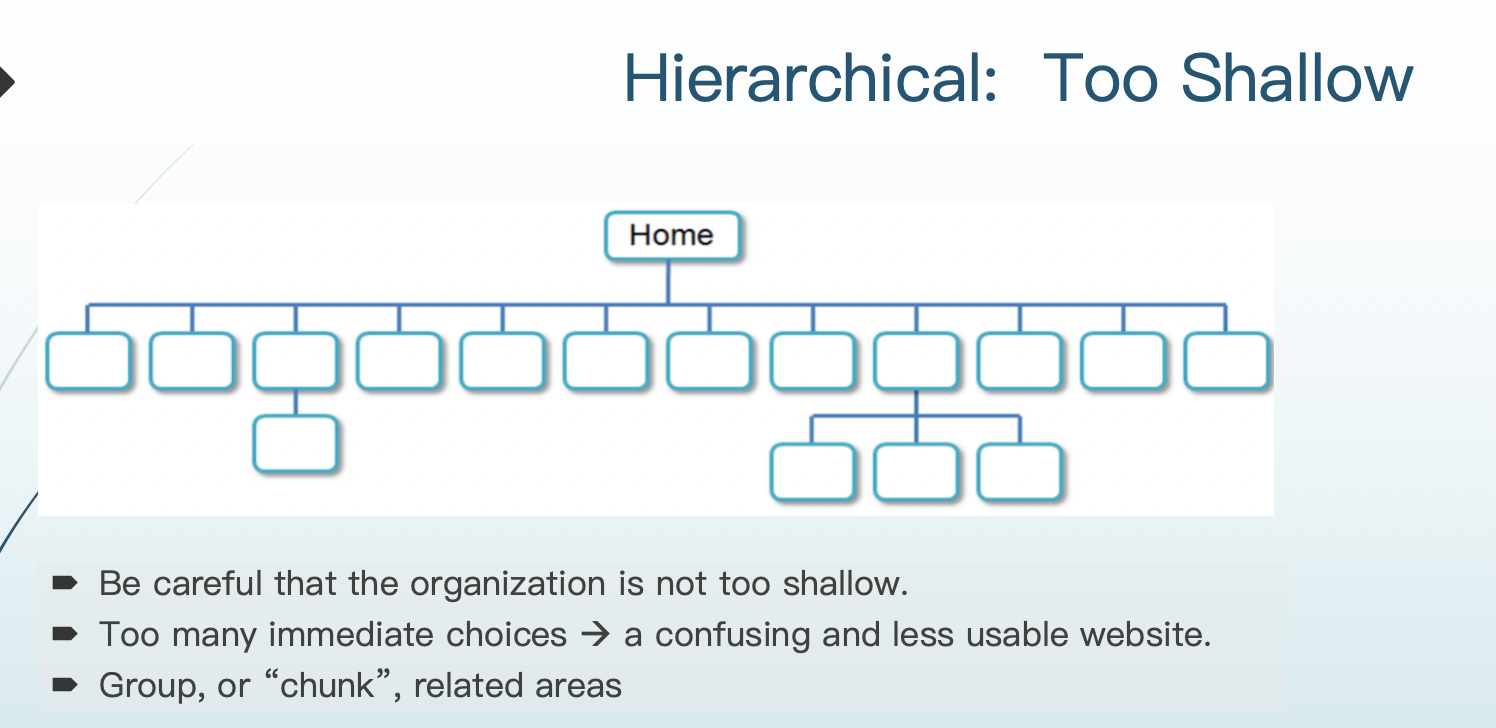 Hierarchical: Too Shallow
Home
Be careful that the organization is not too shallow.
Too many immediate choices → a confusing and less usable website.
Group, or “chunk”, related areas